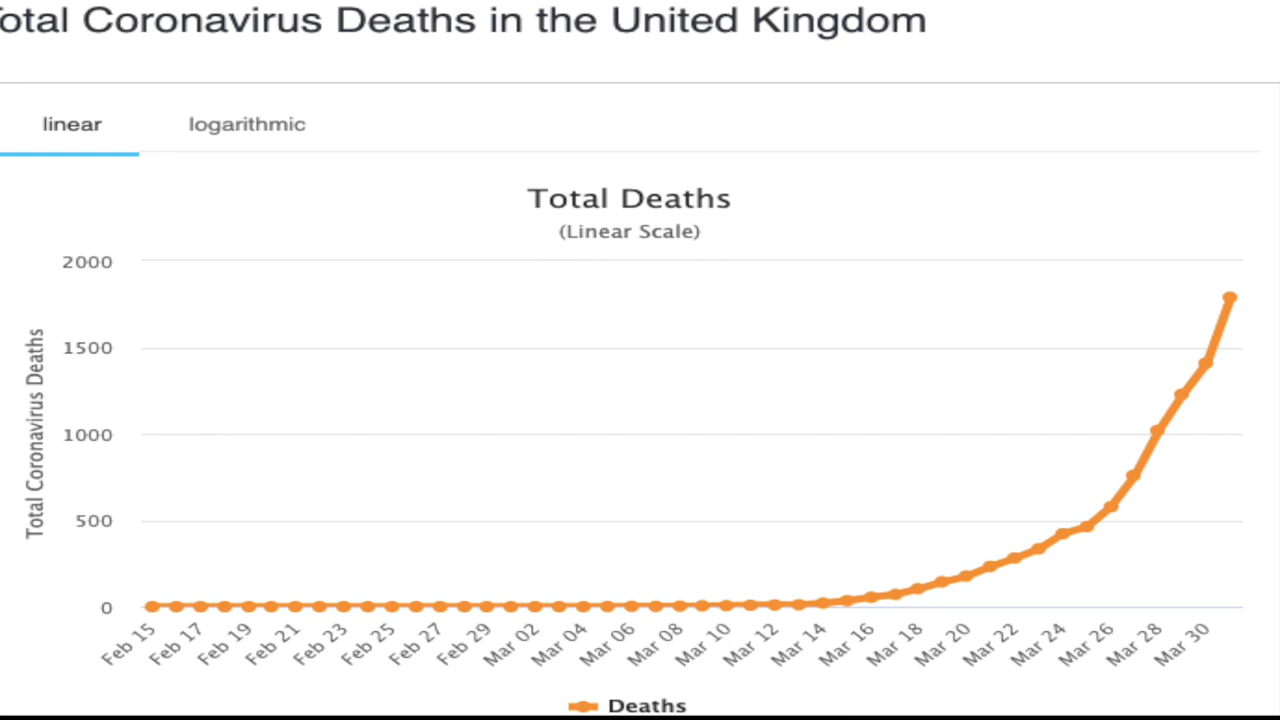 otal Coronavirus Deaths in the United Kingdom
linear logarithmic
Total Deaths
(Linear Scale)
Total Coronavirus Deaths
2000
1500
1000
500
0
Feb 15 Feb 17 Feb 19 Feb 21 Feb 23 Feb 25 Feb 27 Feb 29 Mar 02 Mar 04 Mar 06 Mar 08 Mar 10 Mar 12 Mar 14 Mar 16 Mar 18 Mar 20 Mar 22 Mar 24 Mar 26 Mar 28 Mar 30
Deaths